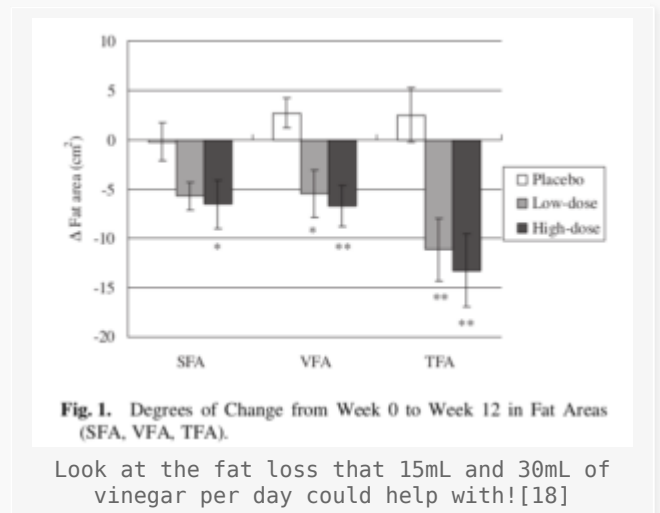 10
5
0
-5
-10
-15
-20
Δ Fat area (cm²)
*
*
**
**
**
SFA
VFA
TFA
Placebo
Low-dose
High-dose
Fig. 1. Degrees of Change from Week 0 to Week 12 in Fat Areas
(SFA, VFA, TFA).
Look at the fat loss that 15mL and 30mL of
vinegar per day could help with![18]